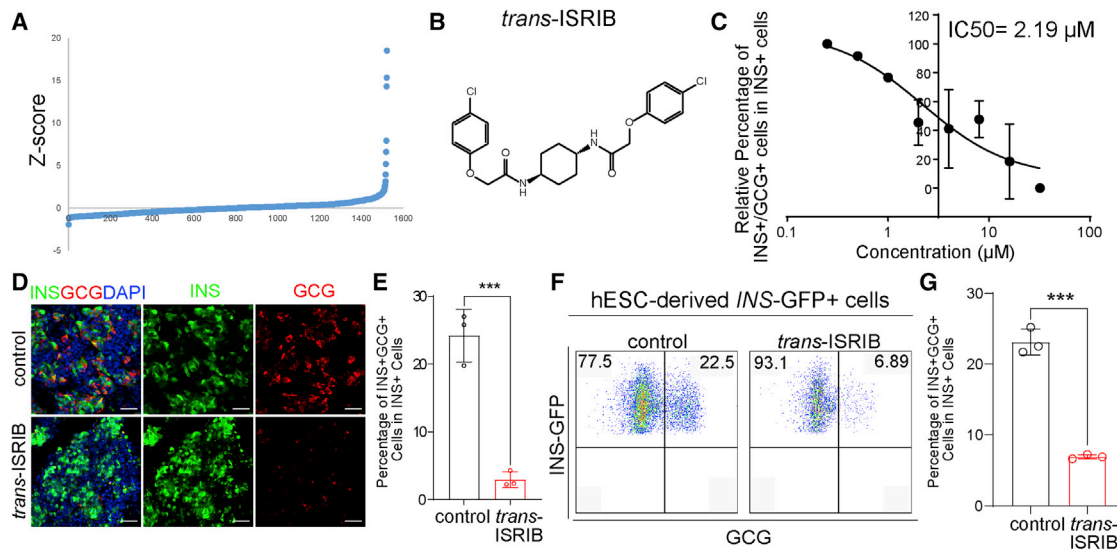 A
Z-score
20
15
10
5
0
-5
0
200
400
600
800
1000
1200
1400
1600
B
trans-ISRIB
Cl
O
O
N
H
H
N
O
O
Cl
C
IC50= 2.19 µM
Relative Percentage of
INS+/GCG+ cells in INS+ cells
120
100
80
60
40
20
0
0.1
1
10
100
Concentration (µM)
D
INSGCGDAPI
INS
GCG
control
trans-ISRIB
E
Percentage of INS+GCG+
Cells in INS+ Cells
30
20
10
0
***
control
trans-
ISRIB
F
hESC-derived INS-GFP+ cells
control
trans-ISRIB
77.5
22.5
93.1
6.89
INS-GFP
GCG
G
Percentage of INS+GCG+
Cells in INS+ Cells
30
20
10
0
***
control
trans-
ISRIB